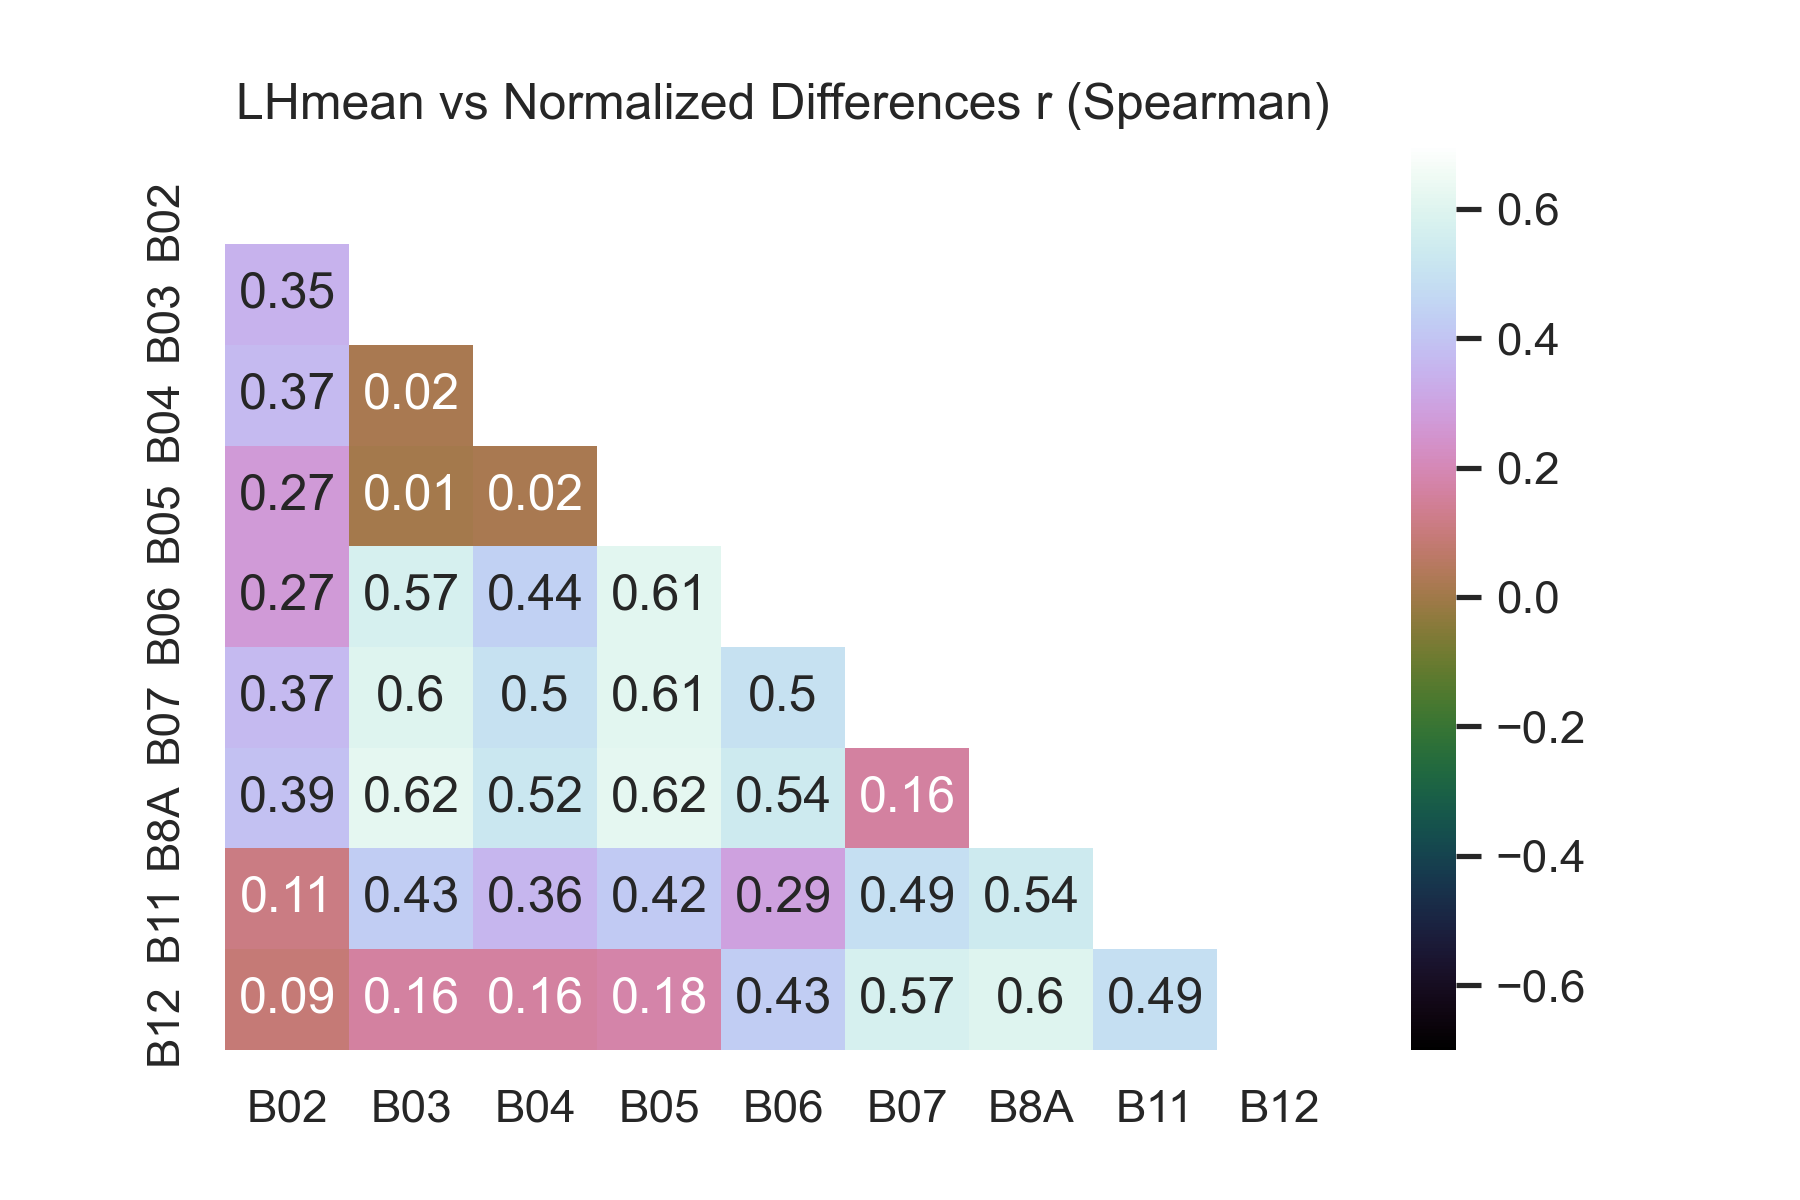 LHmean vs Normalized Differences r (Spearman)
B02
B03 0.35
B04 0.37 0.02
B05 0.27 0.01 0.02
B06 0.27 0.57 0.44 0.61
B07 0.37 0.6 0.5 0.61 0.5
B8A 0.39 0.62 0.52 0.62 0.54 0.16
B11 0.11 0.43 0.36 0.42 0.29 0.49 0.54
B12 0.09 0.16 0.16 0.18 0.43 0.57 0.6 0.49
B02 B03 B04 B05 B06 B07 B8A B11 B12
0.6
0.4
0.2
0.0
−0.2
−0.4
−0.6